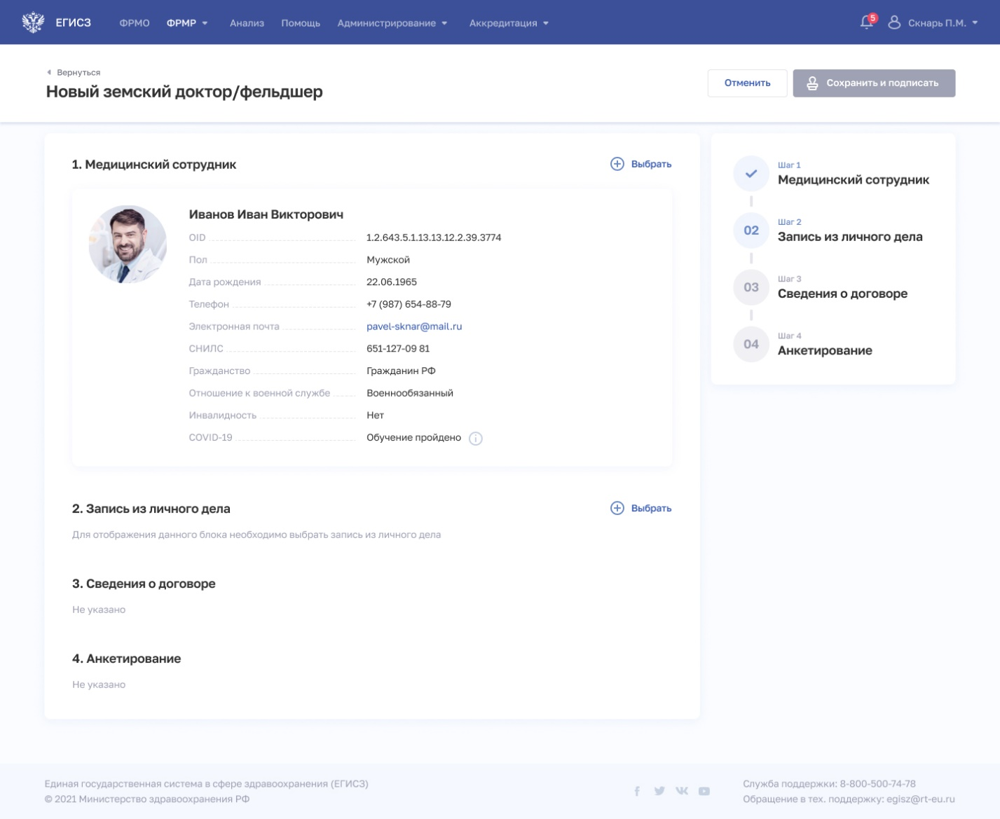 ЕГИСЗ ФРМО ФРМР Анализ Помощь Администрирование Аккредитация 5 Скнарь П.М.
Вернуться
Новый земский доктор/фельдшер
Отменить Сохранить и подписать
1. Медицинский сотрудник Выбрать
Иванов Иван Викторович
OID 1.2.643.5.1.13.13.12.2.39.3774
Пол Мужской
Дата рождения 22.06.1965
Телефон +7 (987) 654-88-79
Электронная почта pavel-sknar@mail.ru
СНИЛС 651-127-09 81
Гражданство Гражданин РФ
Отношение к военной службе Военнообязанный
Инвалидность Нет
COVID-19 Обучение пройдено
2. Запись из личного дела Выбрать
Для отображения данного блока необходимо выбрать запись из личного дела
3. Сведения о договоре
Не указано
4. Анкетирование
Не указано
Шаг 1
Медицинский сотрудник
02 Шаг 2
Запись из личного дела
03 Шаг 3
Сведения о договоре
04 Шаг 4
Анкетирование
Единая государственная система в сфере здравоохранения (ЕГИСЗ)
© 2021 Министерство здравоохранения РФ
Служба поддержки: 8-800-500-74-78
Обращение в тех. поддержку: egisz@rt-eu.ru